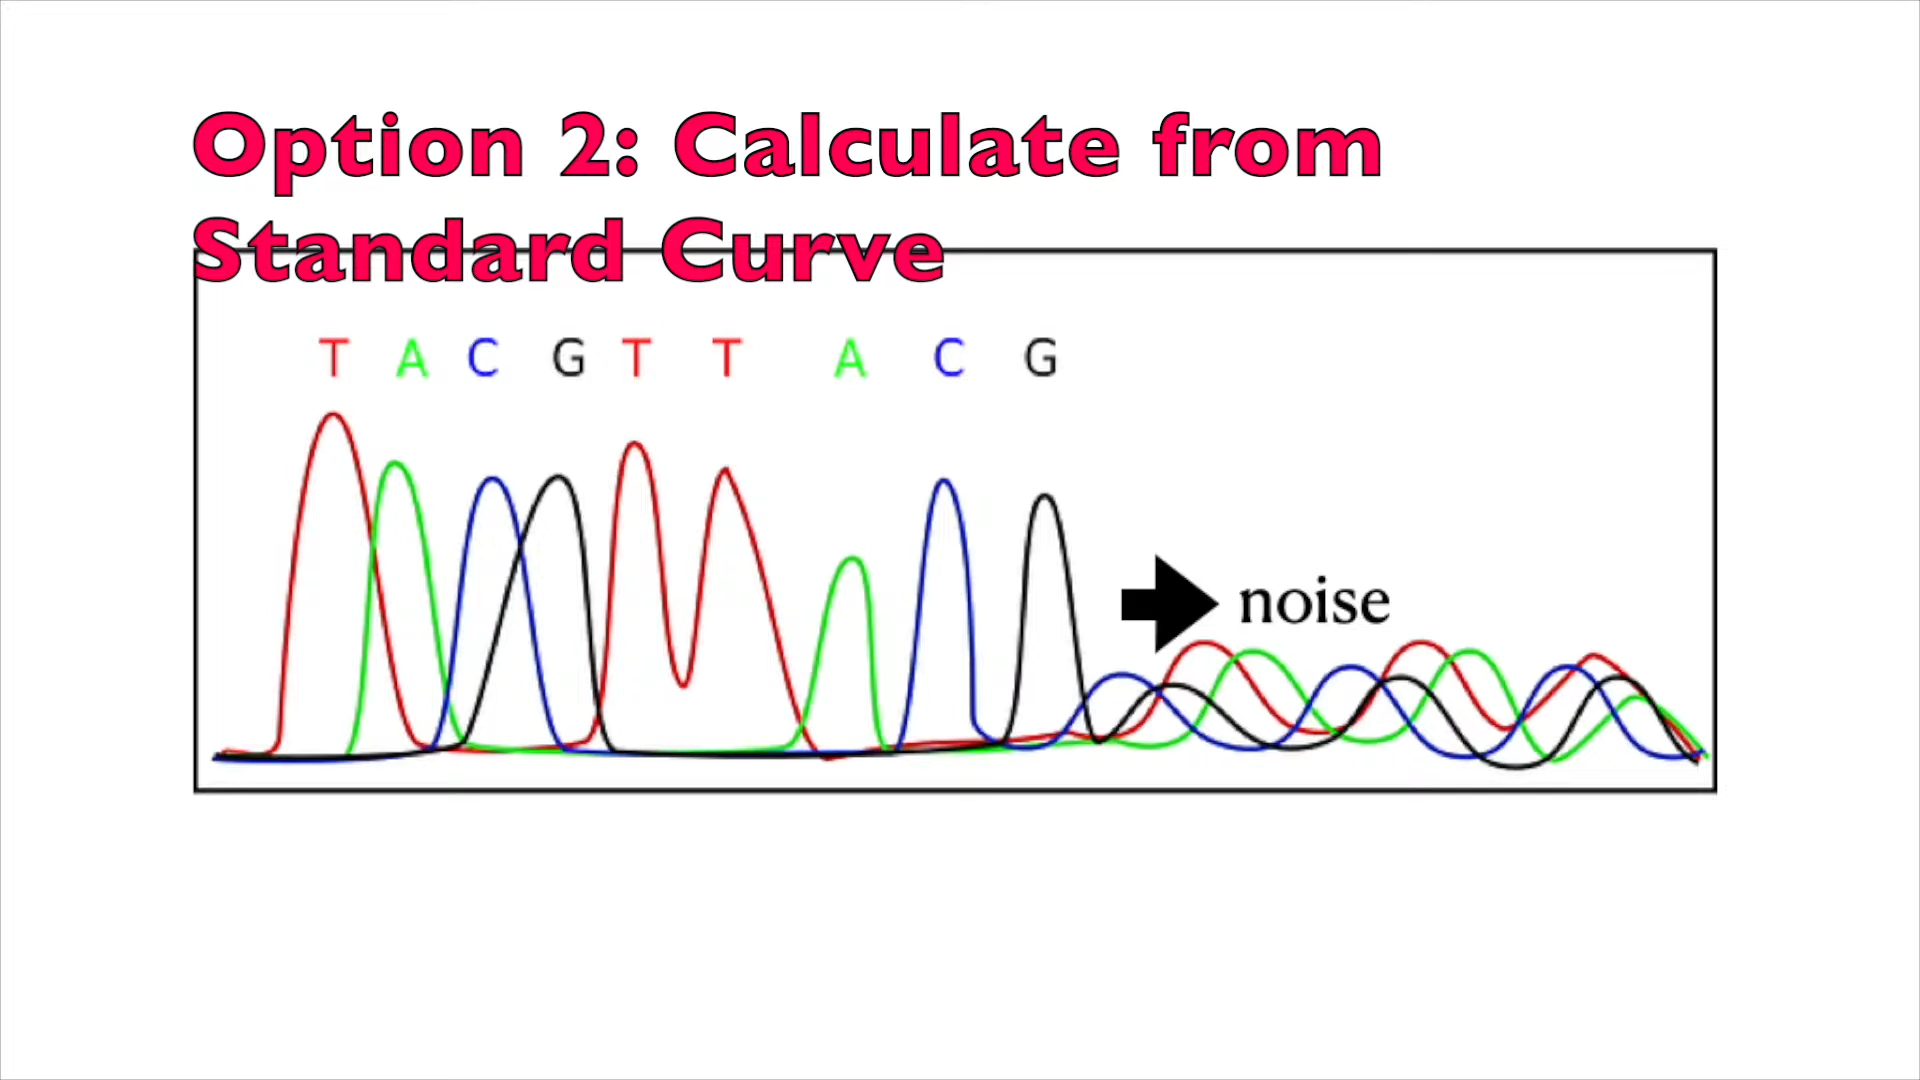 Option 2: Calculate from
Standard Curve
T A C G T T A C G
noise